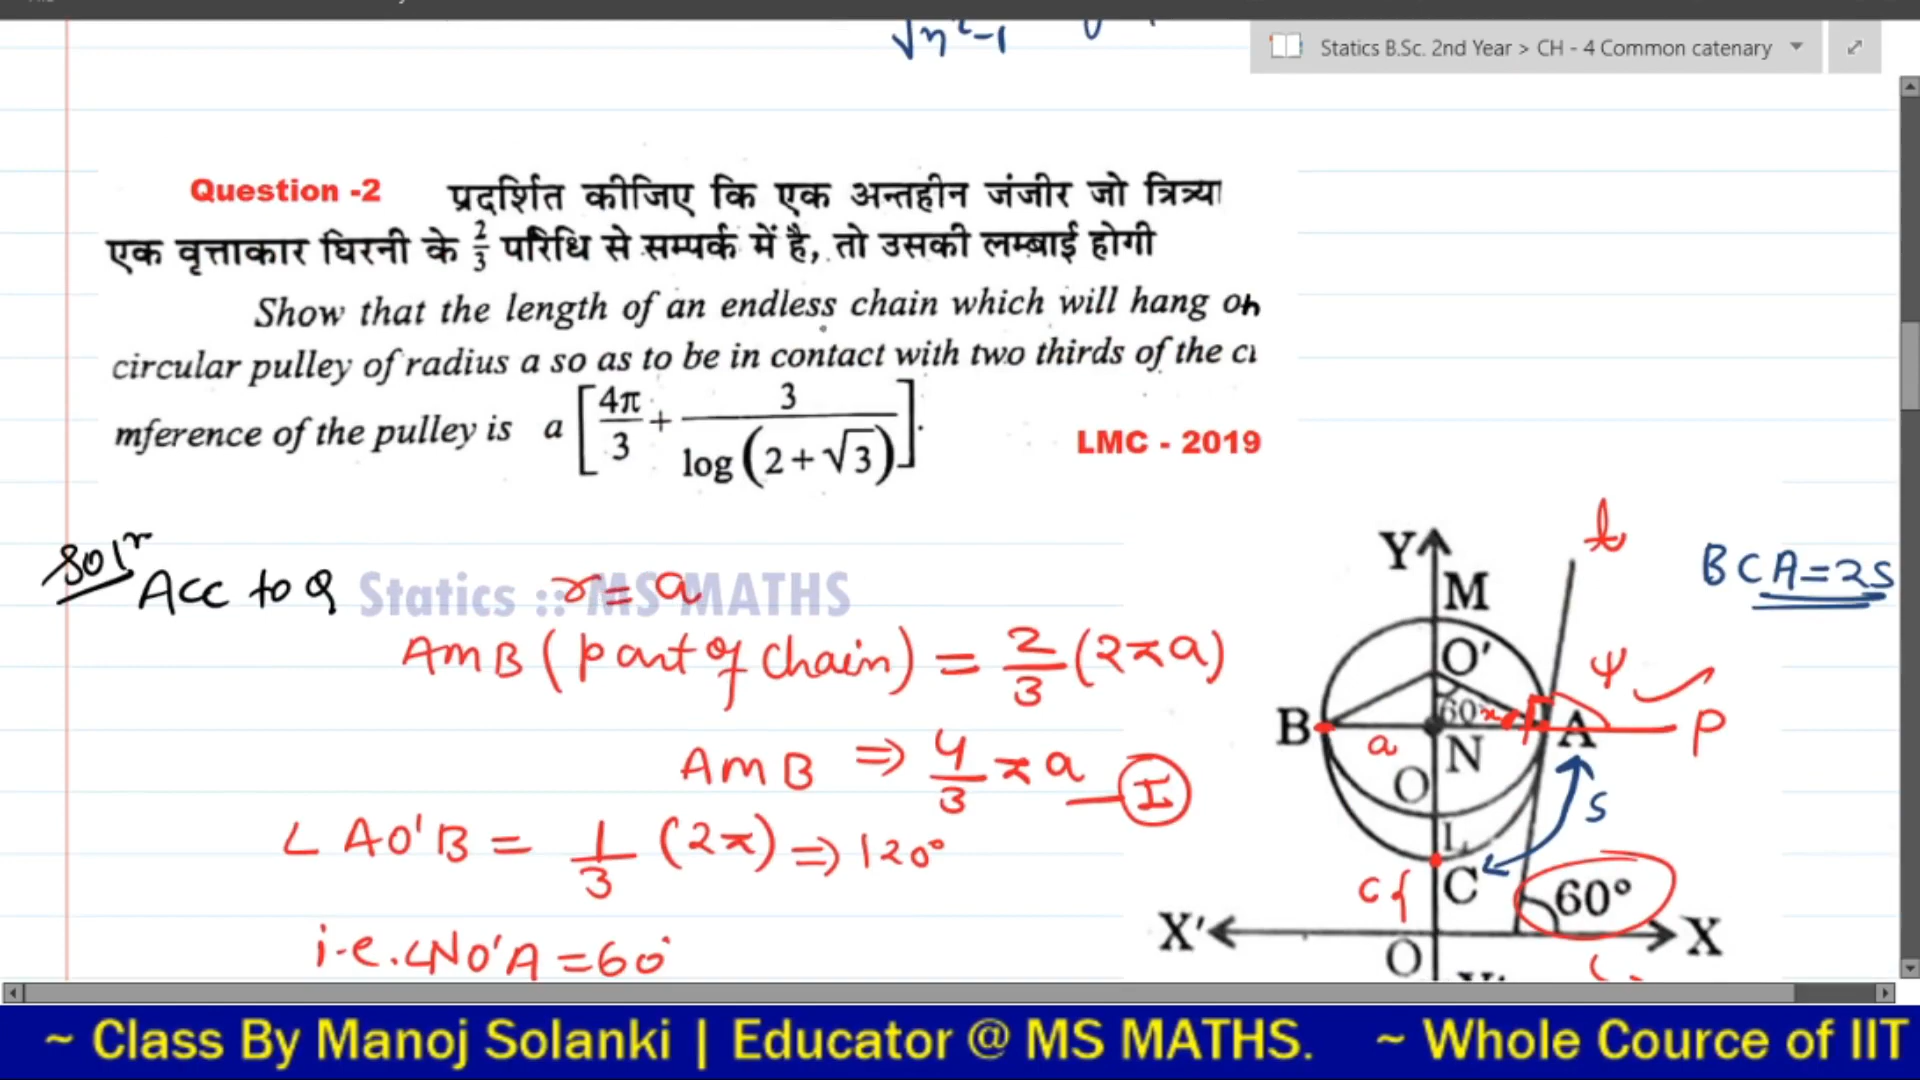 √n²-1
Statics B.Sc. 2nd Year > CH - 4 Common catenary
Question -2 प्रदर्शित कीजिए कि एक अन्तहीन जंजीर जो त्रिज्या
एक वृत्ताकार घिरनी के 2/3 परिधि से सम्पर्क में है, तो उसकी लम्बाई होगी
Show that the length of an endless chain which will hang on
circular pulley of radius a so as to be in contact with two thirds of the ci
mference of the pulley is a [4π/3 + 3/log(2+√3)].
LMC - 2019
Solⁿ
Acc to Q
Statics :: MS MATHS
r = a
AMB (part of chain) = 2/3 (2πa)
AMB ⇒ 4/3 πa — I
∠AO'B = 1/3 (2π) ⇒ 120°
i.e. ∠NO'A = 60°
Y
M
O'
60
B
a
N
A
ψ
P
O
L
S
C
C
60°
X'
O
X
BCA = 2S
~ Class By Manoj Solanki | Educator @ MS MATHS. ~ Whole Cource of IIT